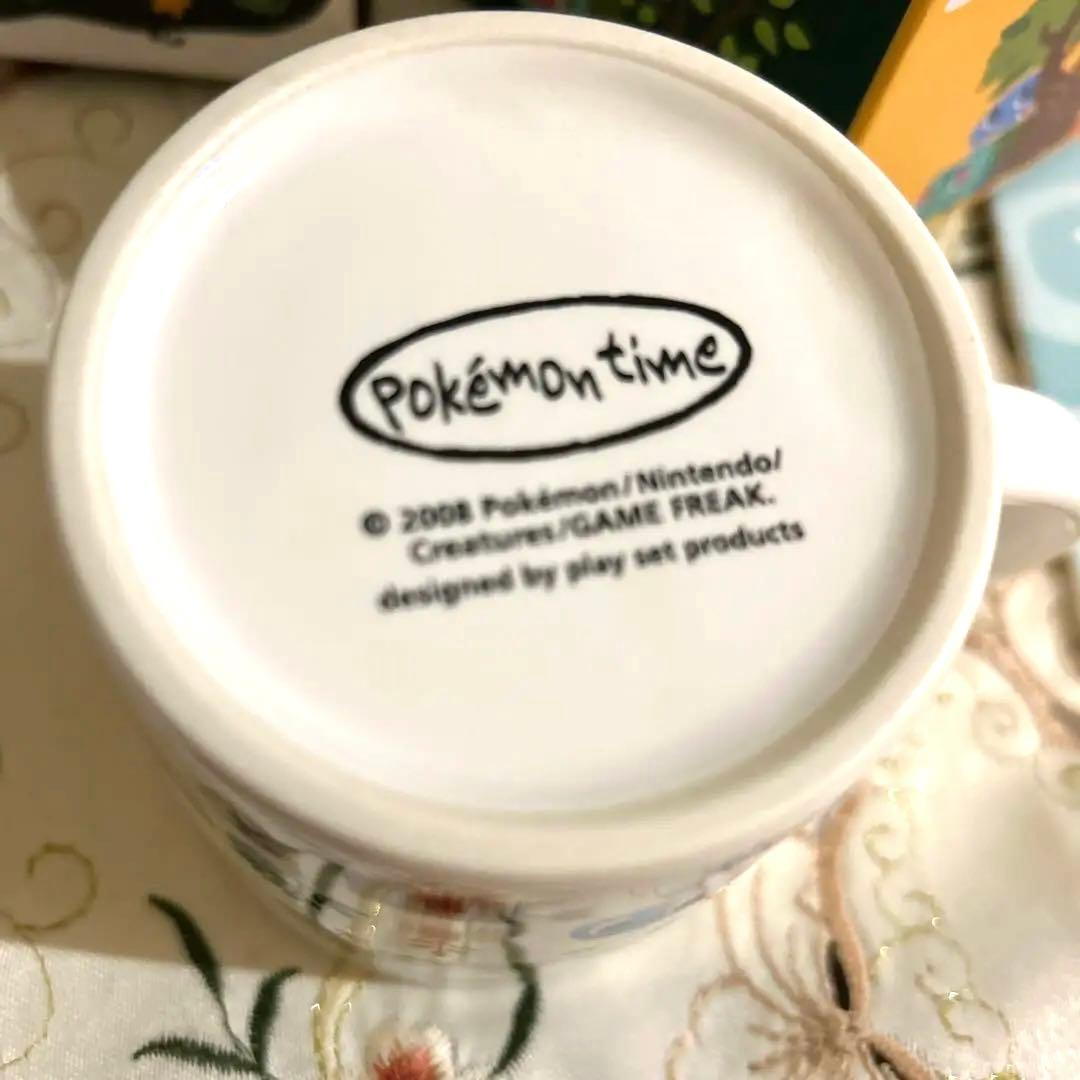 Pokémon time
© 2008 Pokémon/Nintendo/
Creatures/GAME FREAK.
designed by play set products